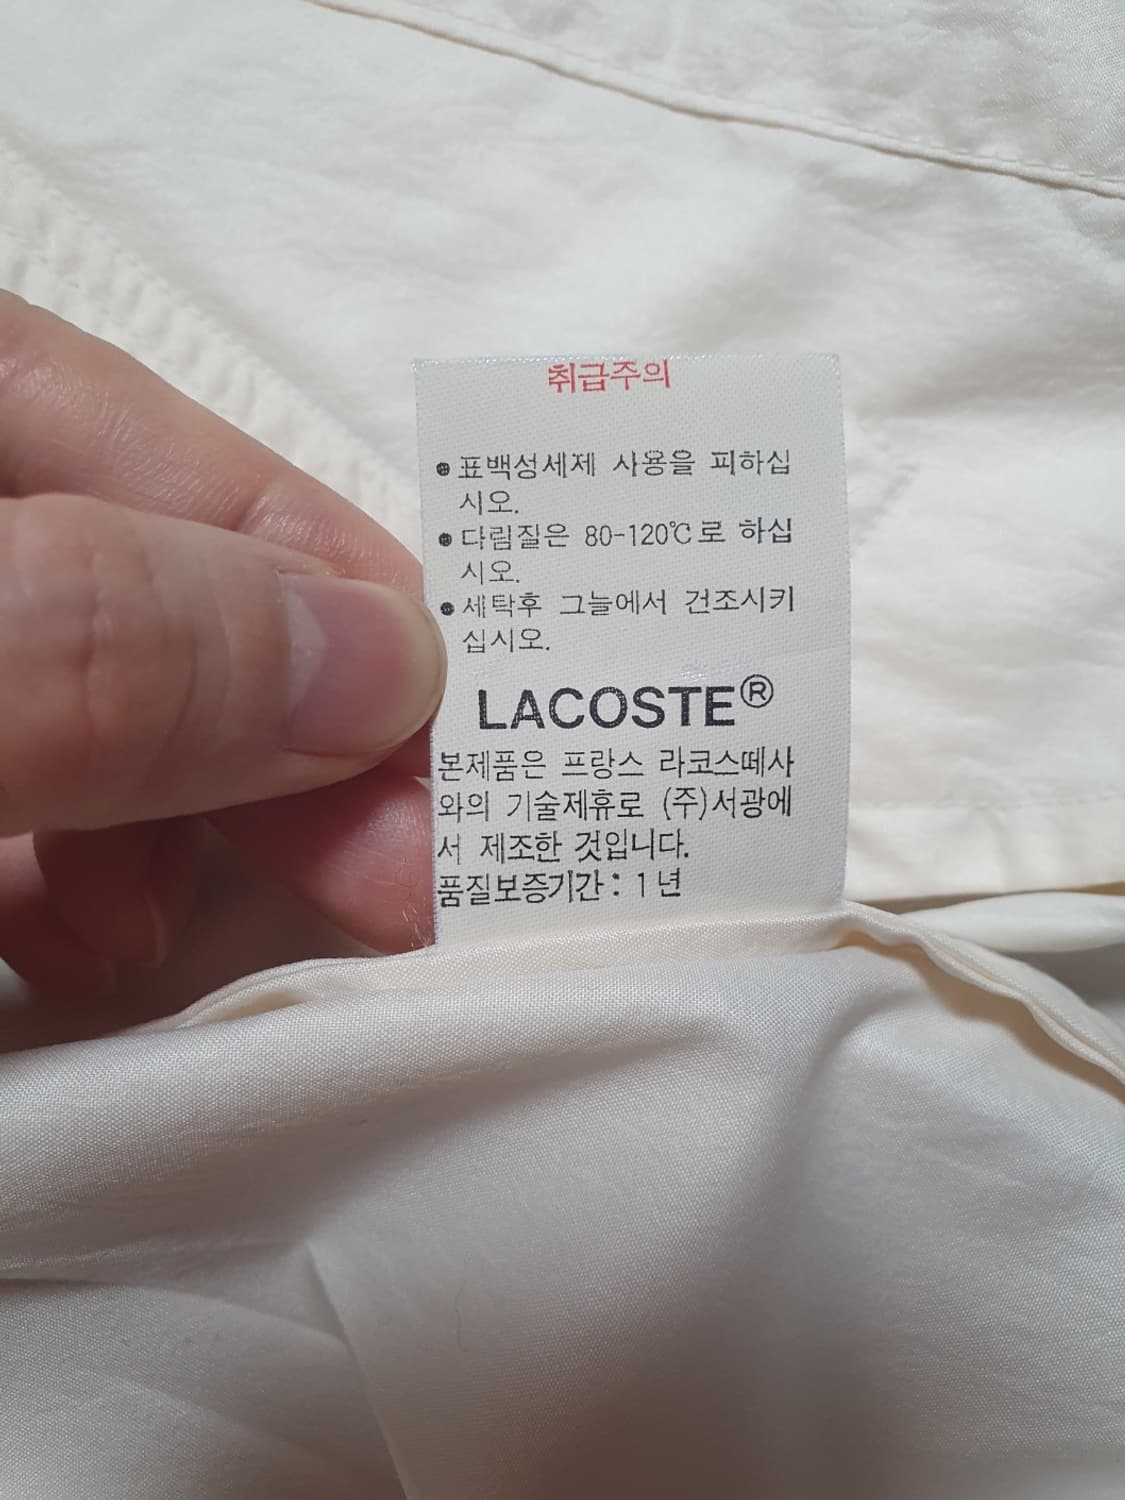 취급주의
● 표백성세제 사용을 피하십
시오.
● 다림질은 80-120℃로 하십
시오.
● 세탁후 그늘에서 건조시키
십시오.
LACOSTE®
본제품은 프랑스 라코스떼사
와의 기술제휴로 (주)서광에
서 제조한 것입니다.
품질보증기간 : 1년